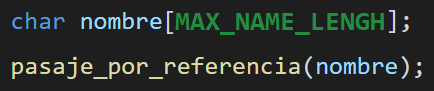 char nombre[MAX_NAME_LENGH];
pasaje_por_referencia(nombre);